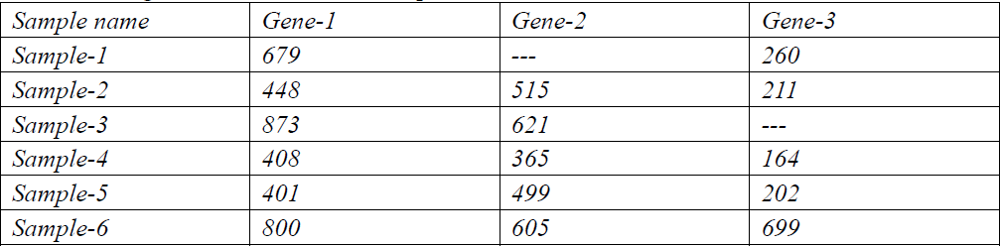 Sample name Gene-1 Gene-2 Gene-3
Sample-1 679 --- 260
Sample-2 448 515 211
Sample-3 873 621 ---
Sample-4 408 365 164
Sample-5 401 499 202
Sample-6 800 605 699